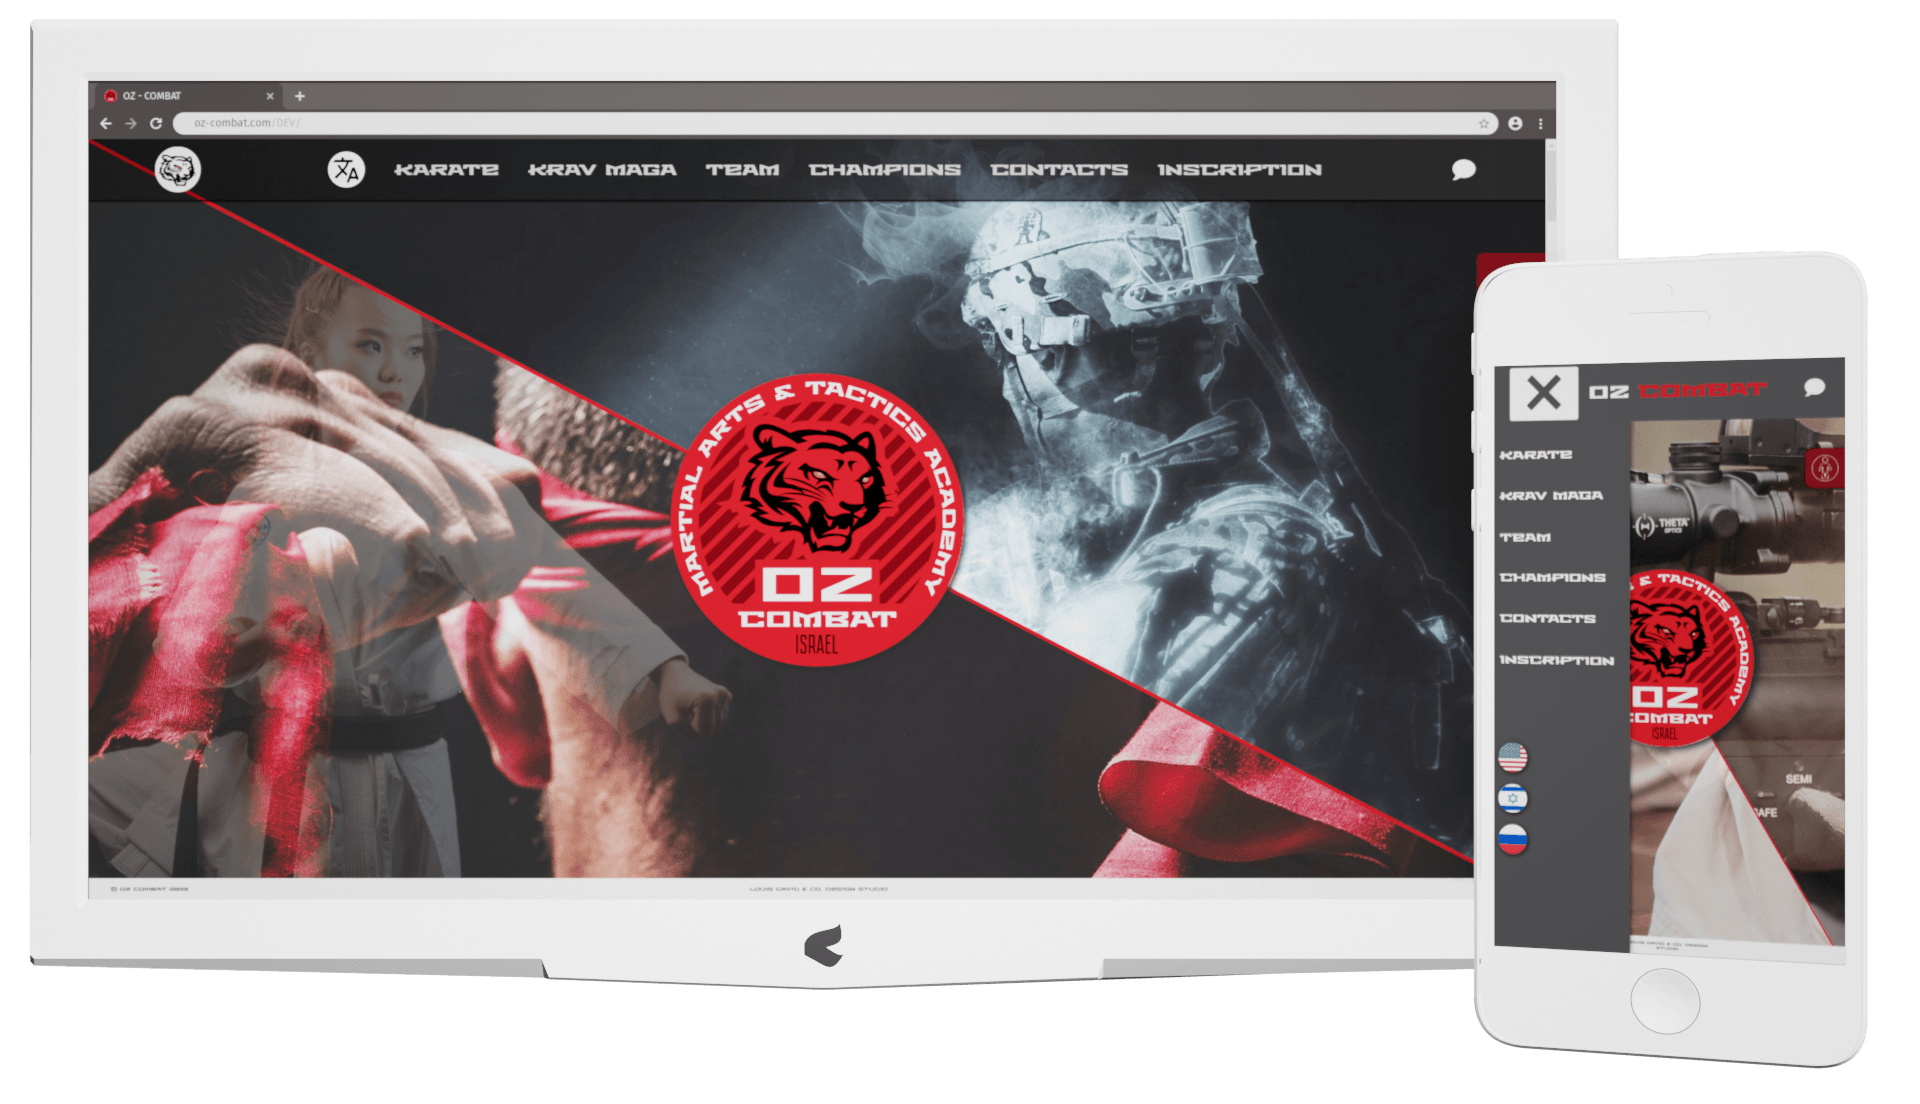 OZ - COMBAT
oz-combat.com/DEV/
KARATE KRAV MAGA TEAM CHAMPIONS CONTACTS INSCRIPTION
MARTIAL ARTS & TACTICS ACADEMY
OZ
COMBAT
ISRAEL
© OZ COMBAT 2019
LOUIS DAVID & CO. DESIGN STUDIO
OZ COMBAT
KARATE
KRAV MAGA
TEAM
CHAMPIONS
CONTACTS
INSCRIPTION
THETA
OPTICS
& TACTICS ACADEMY
OZ
COMBAT
ISRAEL
SEMI
AFE
LOUIS DAVID & CO. DESIGN
STUDIO